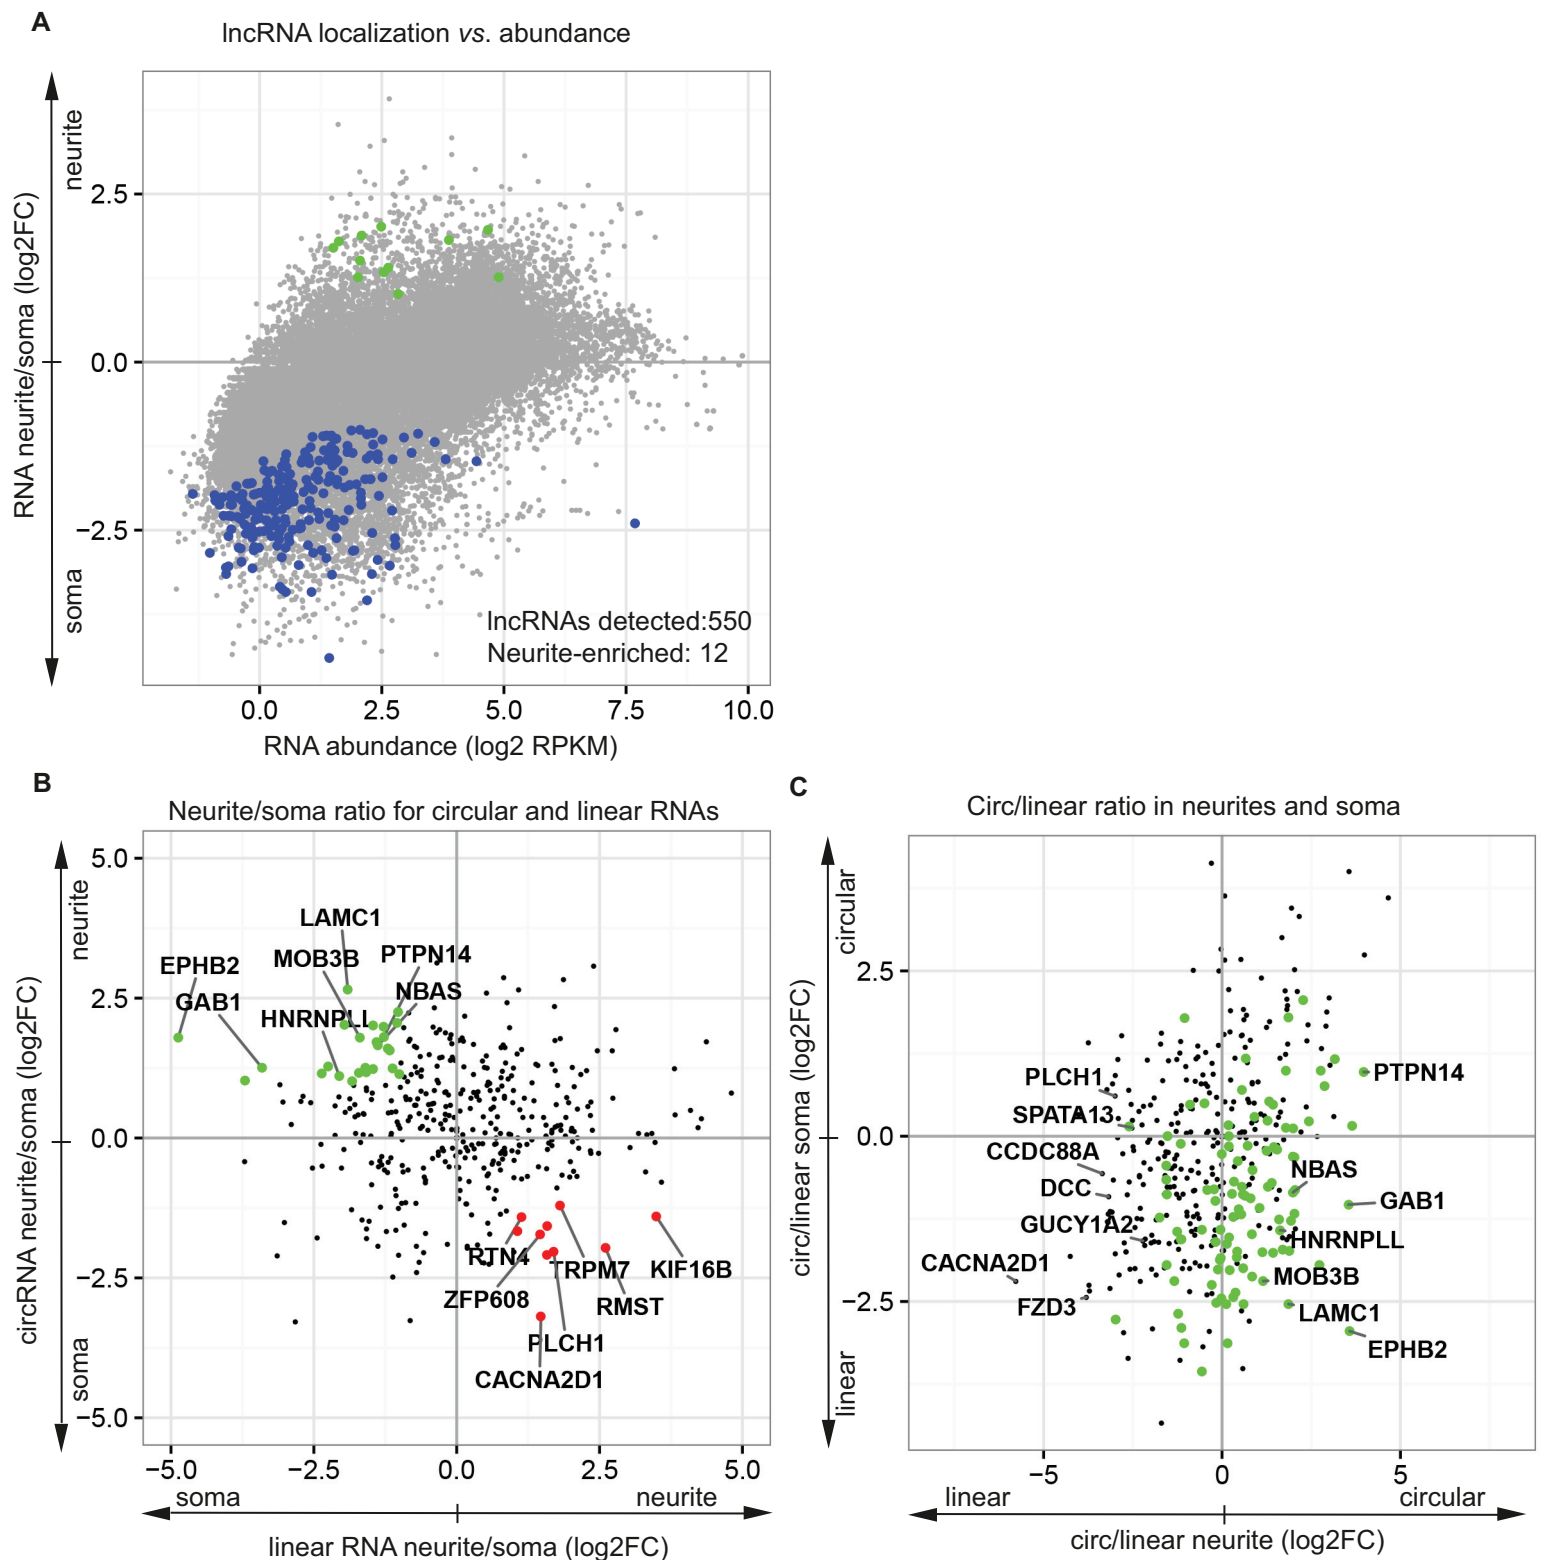 A
lncRNA localization vs. abundance
neurite
RNA neurite/soma (log2FC)
soma
2.5
0.0
−2.5
lncRNAs detected:550
Neurite-enriched: 12
0.0 2.5 5.0 7.5 10.0
RNA abundance (log2 RPKM)
B
Neurite/soma ratio for circular and linear RNAs
neurite
circRNA neurite/soma (log2FC)
soma
5.0
2.5
0.0
−2.5
−5.0
LAMC1
MOB3B
PTPN14
EPHB2
NBAS
GAB1
HNRNPLL
RTN4
TRPM7
KIF16B
ZFP608
RMST
PLCH1
CACNA2D1
−5.0 −2.5 0.0 2.5 5.0
soma neurite
linear RNA neurite/soma (log2FC)
C
Circ/linear ratio in neurites and soma
circular
circ/linear soma (log2FC)
linear
2.5
0.0
−2.5
PLCH1
PTPN14
SPATA13
CCDC88A
NBAS
DCC
GAB1
GUCY1A2
HNRNPLL
CACNA2D1
MOB3B
FZD3
LAMC1
EPHB2
−5 0 5
linear circular
circ/linear neurite (log2FC)